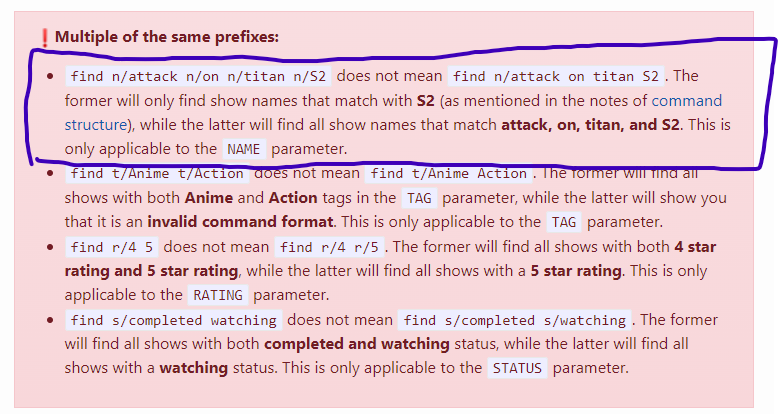 ❗Multiple of the same prefixes:
• find n/attack n/on n/titan n/S2 does not mean find n/attack on titan S2. The
former will only find show names that match with S2 (as mentioned in the notes of command
structure), while the latter will find all show names that match attack, on, titan, and S2. This is
only applicable to the NAME parameter.
• find t/Anime t/Action does not mean find t/Anime Action. The former will find all
shows with both Anime and Action tags in the TAG parameter, while the latter will show you
that it is an invalid command format. This is only applicable to the TAG parameter.
• find r/4 5 does not mean find r/4 r/5. The former will find all shows with both 4 star
rating and 5 star rating, while the latter will find all shows with a 5 star rating. This is only
applicable to the RATING parameter.
• find s/completed watching does not mean find s/completed s/watching. The former
will find all shows with both completed and watching status, while the latter will find all
shows with a watching status. This is only applicable to the STATUS parameter.